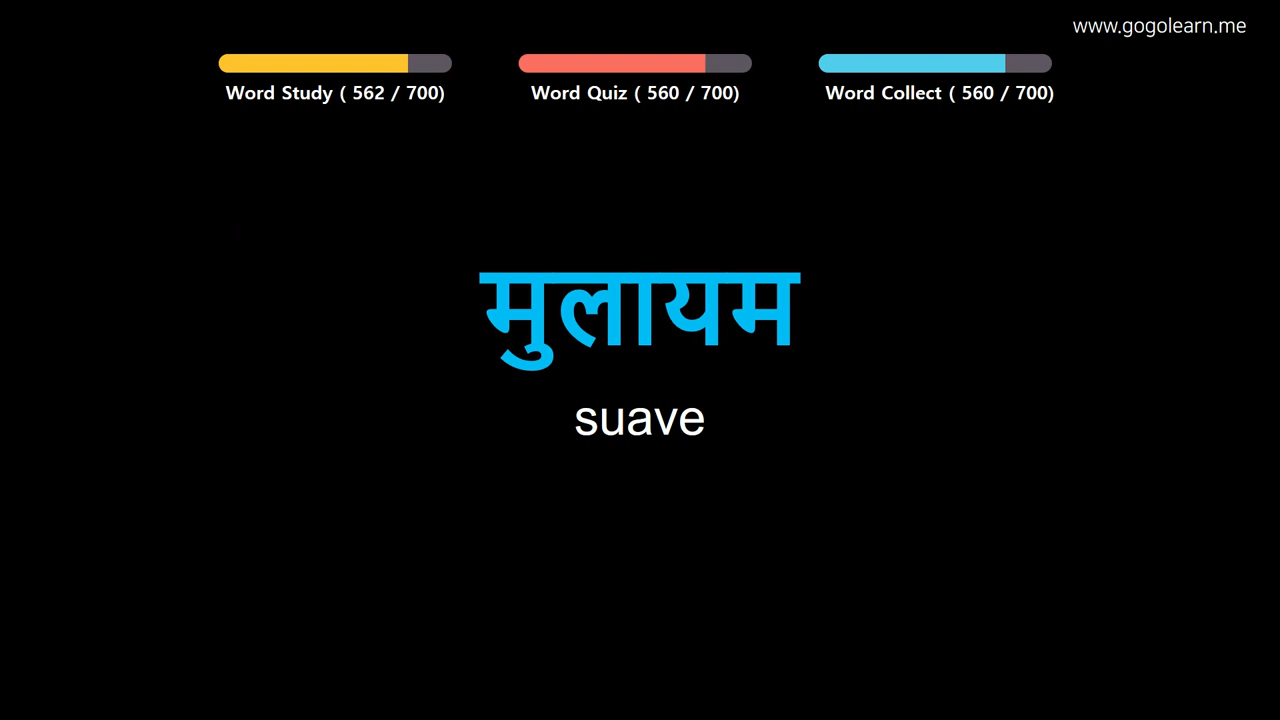 www.gogolearn.me
Word Study ( 562 / 700)
Word Quiz ( 560 / 700)
Word Collect ( 560 / 700)
मुलायम
suave